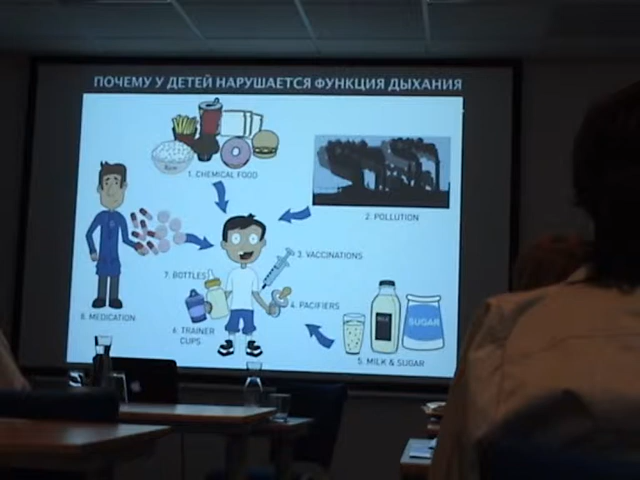 ПОЧЕМУ У ДЕТЕЙ НАРУШАЕТСЯ ФУНКЦИЯ ДЫХАНИЯ
1. CHEMICAL FOOD
2. POLLUTION
3. VACCINATIONS
7. BOTTLES
4. PACIFIERS
MILK
SUGAR
8. MEDICATION
6. TRAINER
CUPS
5. MILK & SUGAR